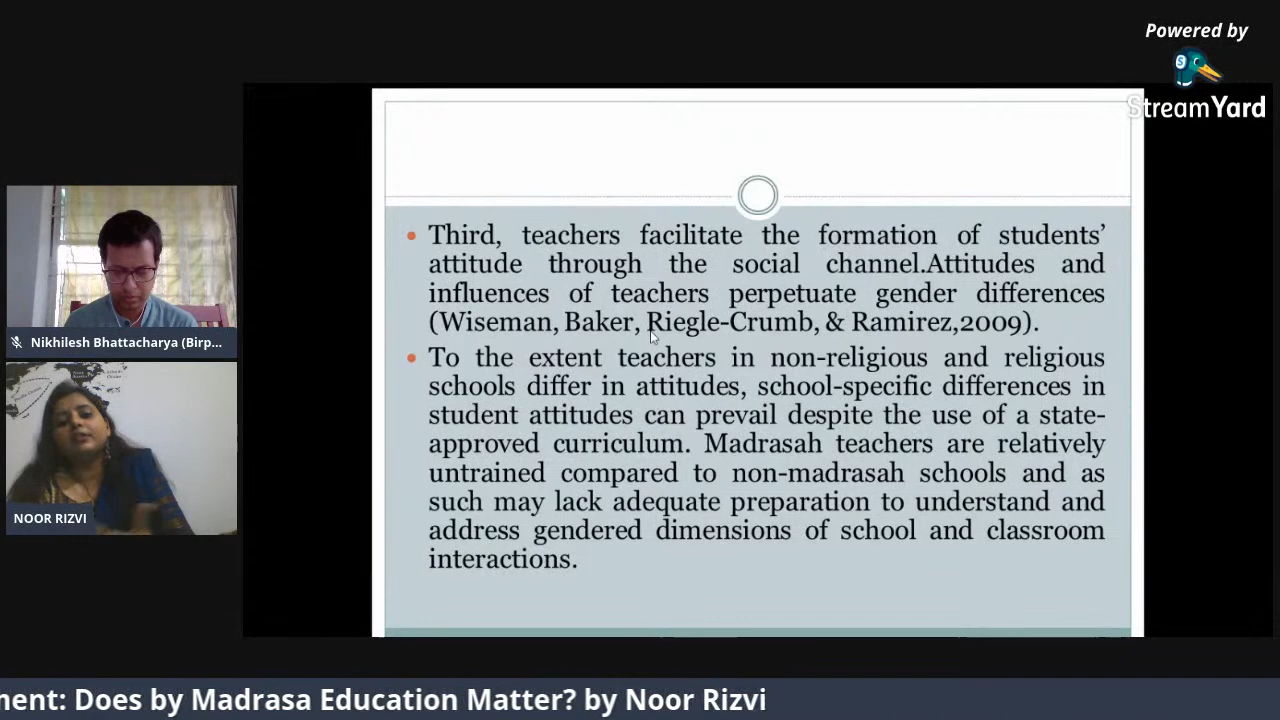 Powered by
StreamYard
Third, teachers facilitate the formation of students’
attitude through the social channel.Attitudes and
influences of teachers perpetuate gender differences
(Wiseman, Baker, Riegle-Crumb, & Ramirez,2009).
To the extent teachers in non-religious and religious
schools differ in attitudes, school-specific differences in
student attitudes can prevail despite the use of a state-
approved curriculum. Madrasah teachers are relatively
untrained compared to non-madrasah schools and as
such may lack adequate preparation to understand and
address gendered dimensions of school and classroom
interactions.
Nikhilesh Bhattacharya (Birp...
NOOR RIZVI
nent: Does by Madrasa Education Matter? by Noor Rizvi